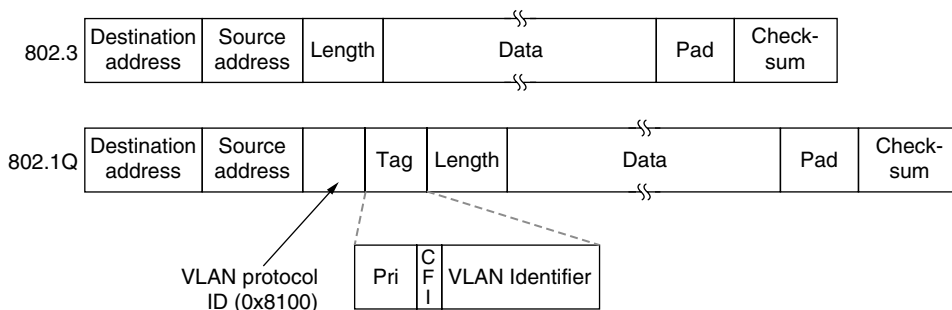 802.3
Destination
address
Source
address
Length
Data
Pad
Check-
sum
802.1Q
Destination
address
Source
address
Tag
Length
Data
Pad
Check-
sum
VLAN protocol
ID (0x8100)
Pri
C
F
I
VLAN Identifier